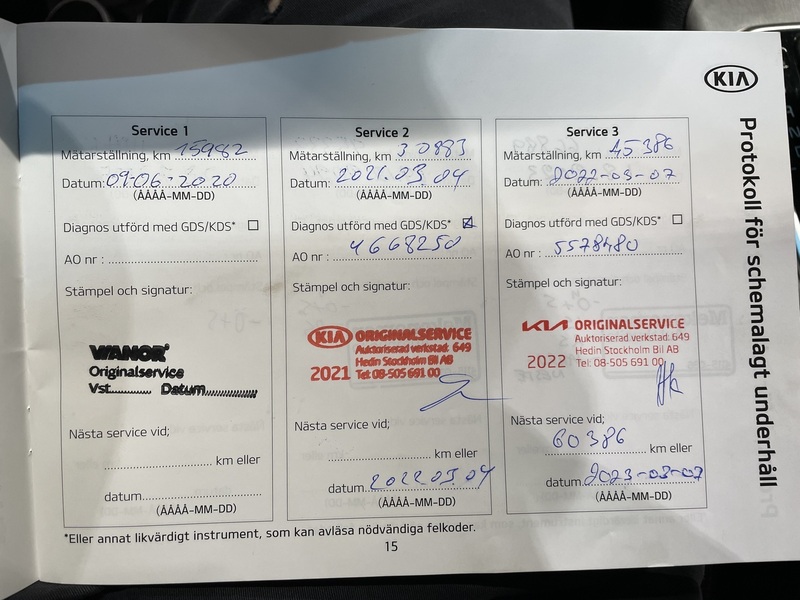 KIA
Protokoll för schemalagt underhåll
Service 1
Mätarställning, km 15982
Datum: 09-06-2020
(ÅÅÅÅ-MM-DD)
Diagnos utförd med GDS/KDS*
AO nr :
Stämpel och signatur:
WANOR
Originalservice
Vst.......... Datum
Nästa service vid;
km eller
datum
(ÅÅÅÅ-MM-DD)
Service 2
Mätarställning, km 30883
Datum: 2021.03.04
(ÅÅÅÅ-MM-DD)
Diagnos utförd med GDS/KDS*
AO nr : 4668250
Stämpel och signatur:
KIA ORIGINALSERVICE
Auktoriserad verkstad: 649
Hedin Stockholm Bil AB
2021 Tel: 08-505 691 00
Nästa service vid;
km eller
datum 2022.03.04
(ÅÅÅÅ-MM-DD)
Service 3
Mätarställning, km 45386
Datum: 2022-03-07
(ÅÅÅÅ-MM-DD)
Diagnos utförd med GDS/KDS*
AO nr : 5578480
Stämpel och signatur:
KIA ORIGINALSERVICE
Auktoriserad verkstad: 649
Hedin Stockholm Bil AB
2022 Tel: 08-505 691 00
Nästa service vid;
60386
km eller
datum 2023-03-07
(ÅÅÅÅ-MM-DD)
*Eller annat likvärdigt instrument, som kan avläsa nödvändiga felkoder.
15